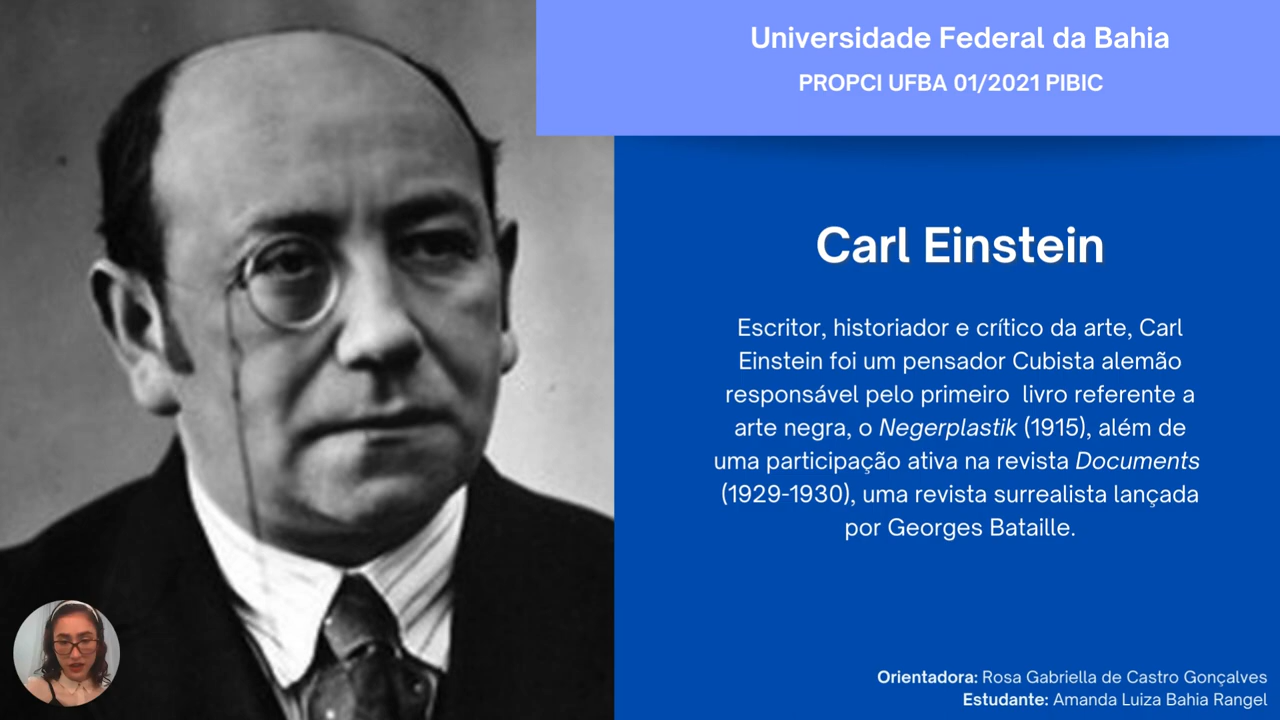 Universidade Federal da Bahia
PROPCI UFBA 01/2021 PIBIC
Carl Einstein
Escritor, historiador e crítico da arte, Carl
Einstein foi um pensador Cubista alemão
responsável pelo primeiro  livro referente a
arte negra, o Negerplastik (1915), além de
uma participação ativa na revista Documents
(1929-1930), uma revista surrealista lançada
por Georges Bataille.
Orientadora: Rosa Gabriella de Castro Gonçalves
Estudante: Amanda Luiza Bahia Rangel